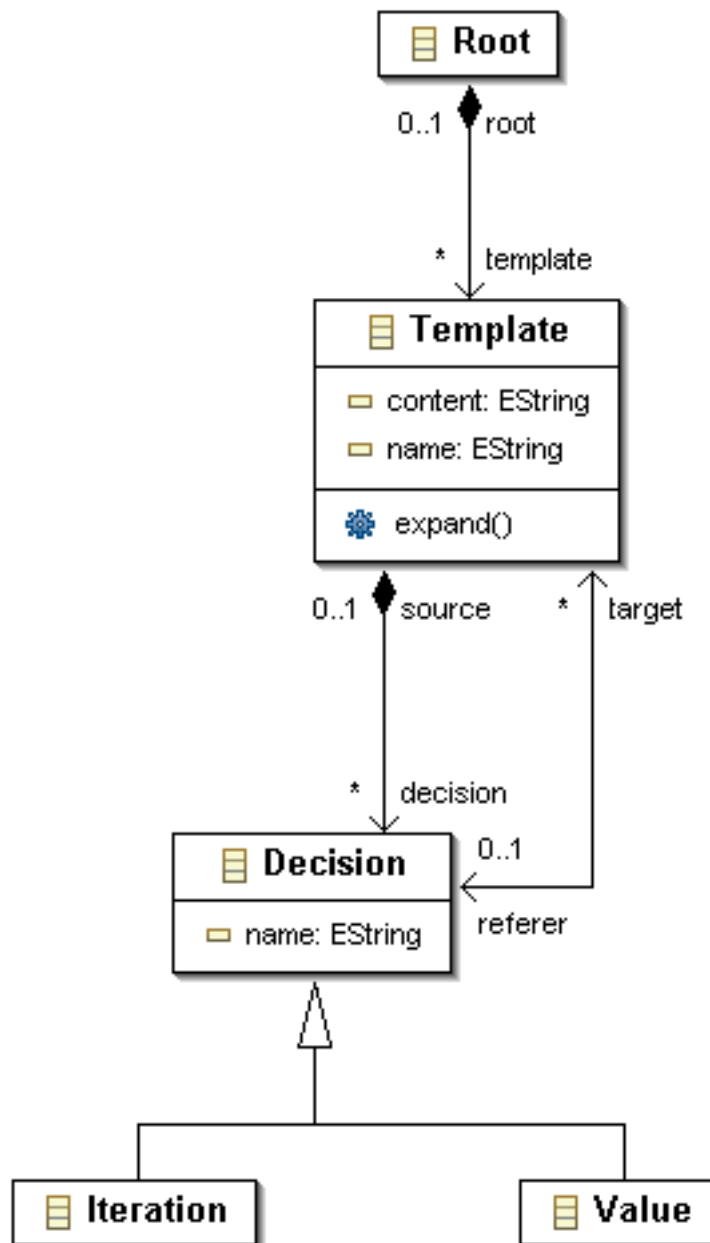 Root
0..1 root
* template
Template
content: EString
name: EString
expand()
0..1 source * target
* decision
Decision 0..1
name: EString referer
Iteration Value